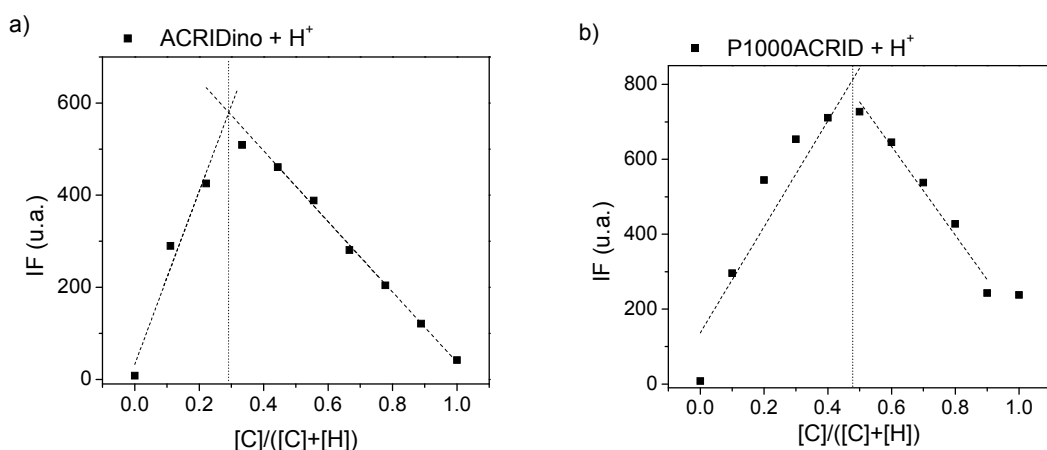 a)
■ ACRIDino + H⁺
IF (u.a.)
600
400
200
0
0.0 0.2 0.4 0.6 0.8 1.0
[C]/([C]+[H])
b)
■ P1000ACRID + H⁺
IF (u.a.)
800
600
400
200
0
0.0 0.2 0.4 0.6 0.8 1.0
[C]/([C]+[H])